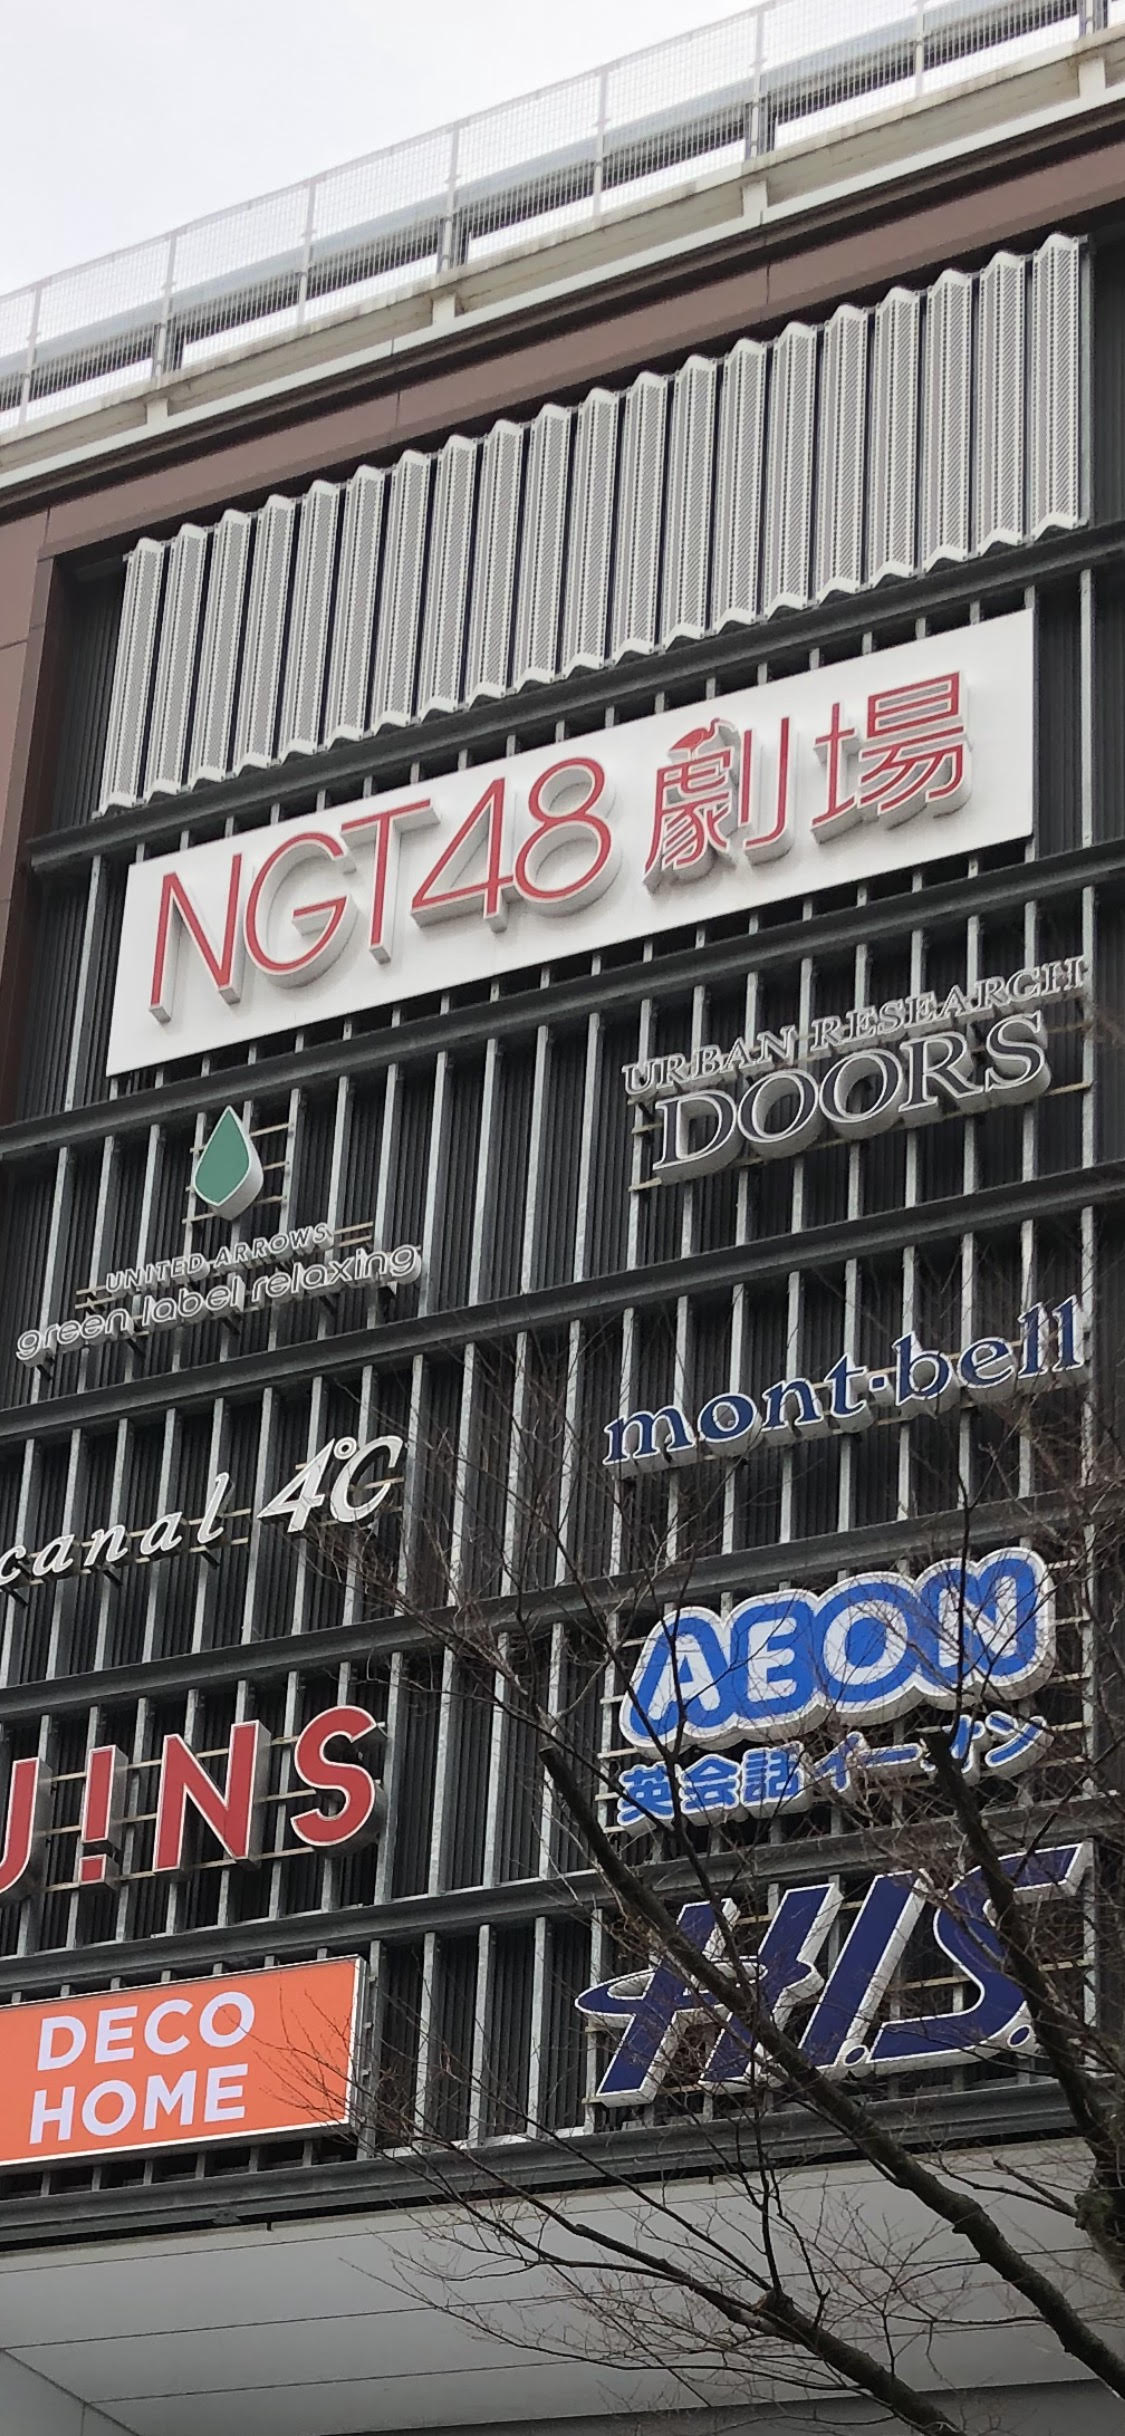 NGT48 劇場
URBAN RESEARCH
DOORS
UNITED ARROWS
green label relaxing
mont-bell
canal 4℃
AEON
英会話 イーオン
J!NS
H.I.S.
DECO
HOME